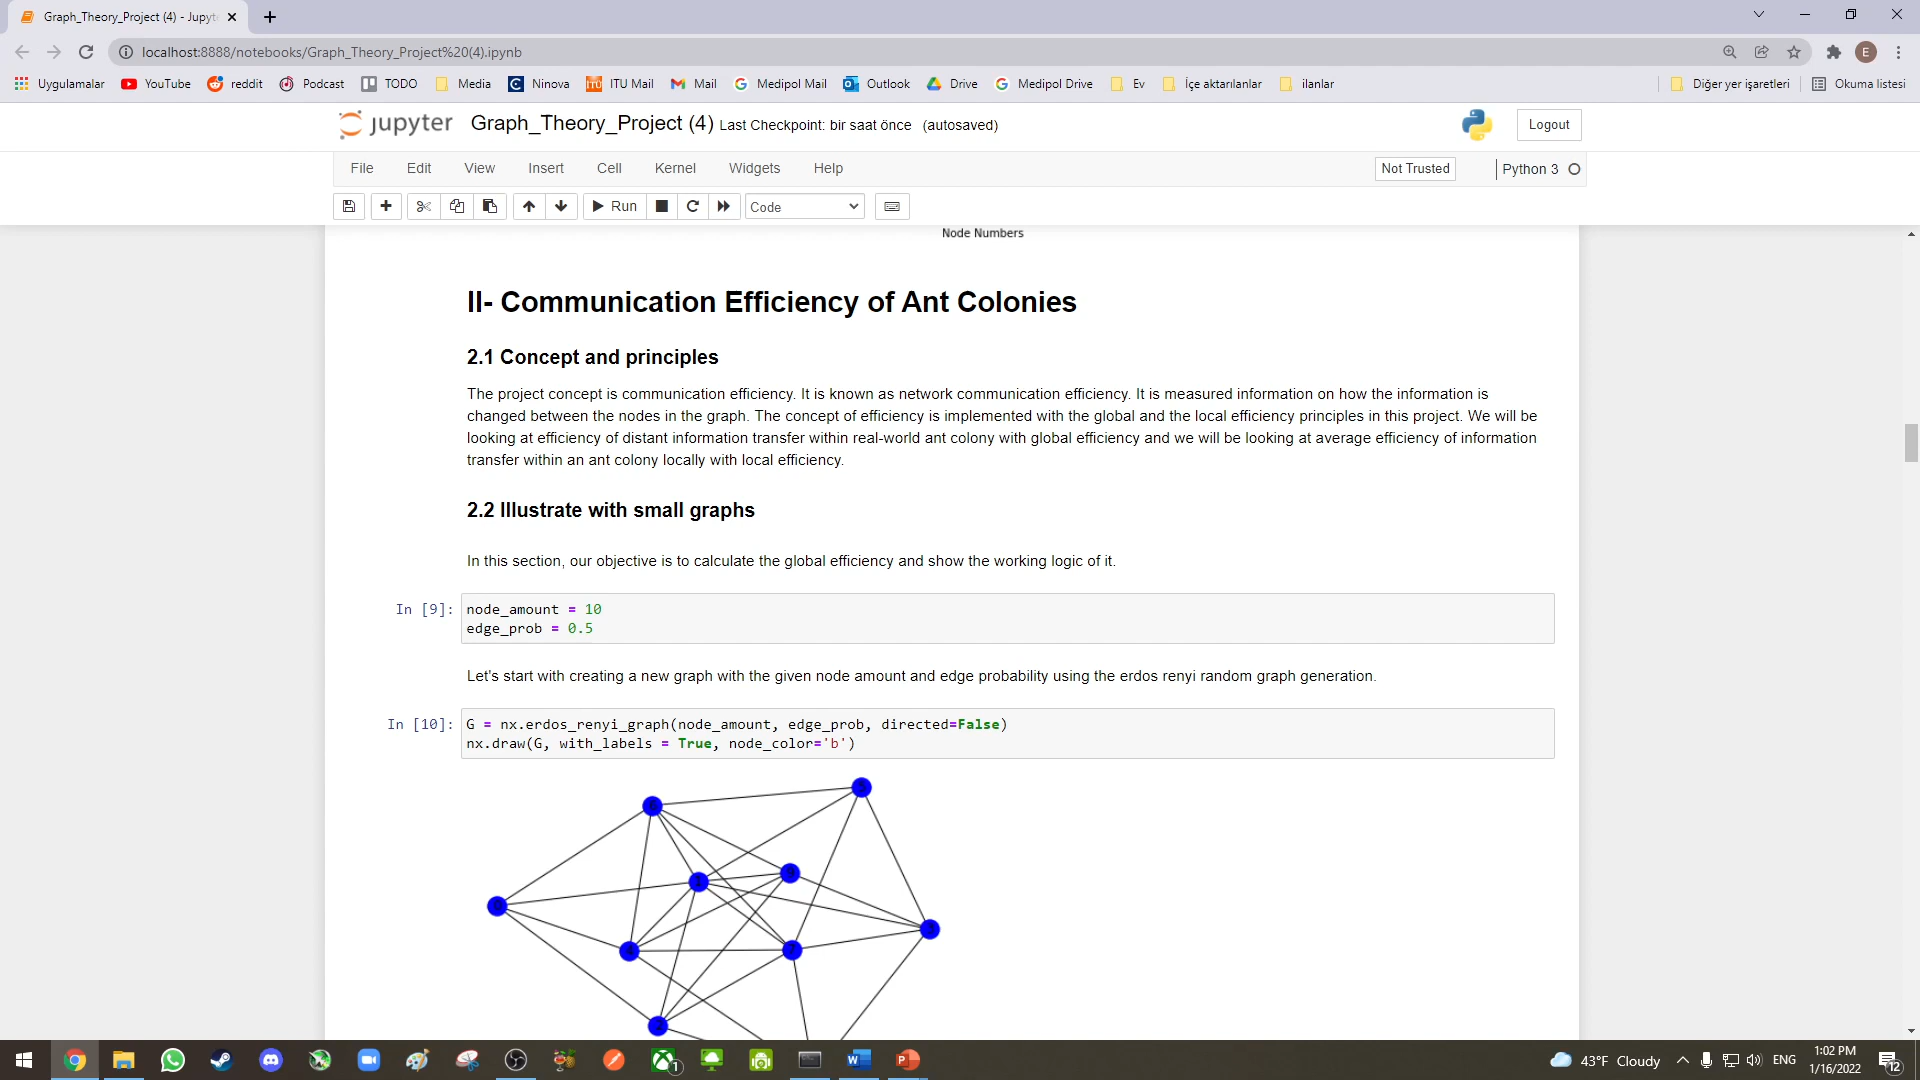 Graph_Theory_Project (4) - Jupyt
localhost:8888/notebooks/Graph_Theory_Project%20(4).ipynb
E
Uygulamalar YouTube reddit Podcast TODO Media Ninova ITU Mail Mail Medipol Mail Outlook Drive Medipol Drive Ev İçe aktarılanlar ilanlar Diğer yer işaretleri Okuma listesi
jupyter Graph_Theory_Project (4) Last Checkpoint: bir saat önce (autosaved)
Logout
File Edit View Insert Cell Kernel Widgets Help
Not Trusted Python 3
Run Code
Node Numbers
II- Communication Efficiency of Ant Colonies
2.1 Concept and principles
The project concept is communication efficiency. It is known as network communication efficiency. It is measured information on how the information is
changed between the nodes in the graph. The concept of efficiency is implemented with the global and the local efficiency principles in this project. We will be
looking at efficiency of distant information transfer within real-world ant colony with global efficiency and we will be looking at average efficiency of information
transfer within an ant colony locally with local efficiency.
2.2 Illustrate with small graphs
In this section, our objective is to calculate the global efficiency and show the working logic of it.
In [9]: node_amount = 10
edge_prob = 0.5
Let's start with creating a new graph with the given node amount and edge probability using the erdos renyi random graph generation.
In [10]: G = nx.erdos_renyi_graph(node_amount, edge_prob, directed=False)
nx.draw(G, with_labels = True, node_color='b')
43°F Cloudy ENG
1:02 PM
1/16/2022
12
1